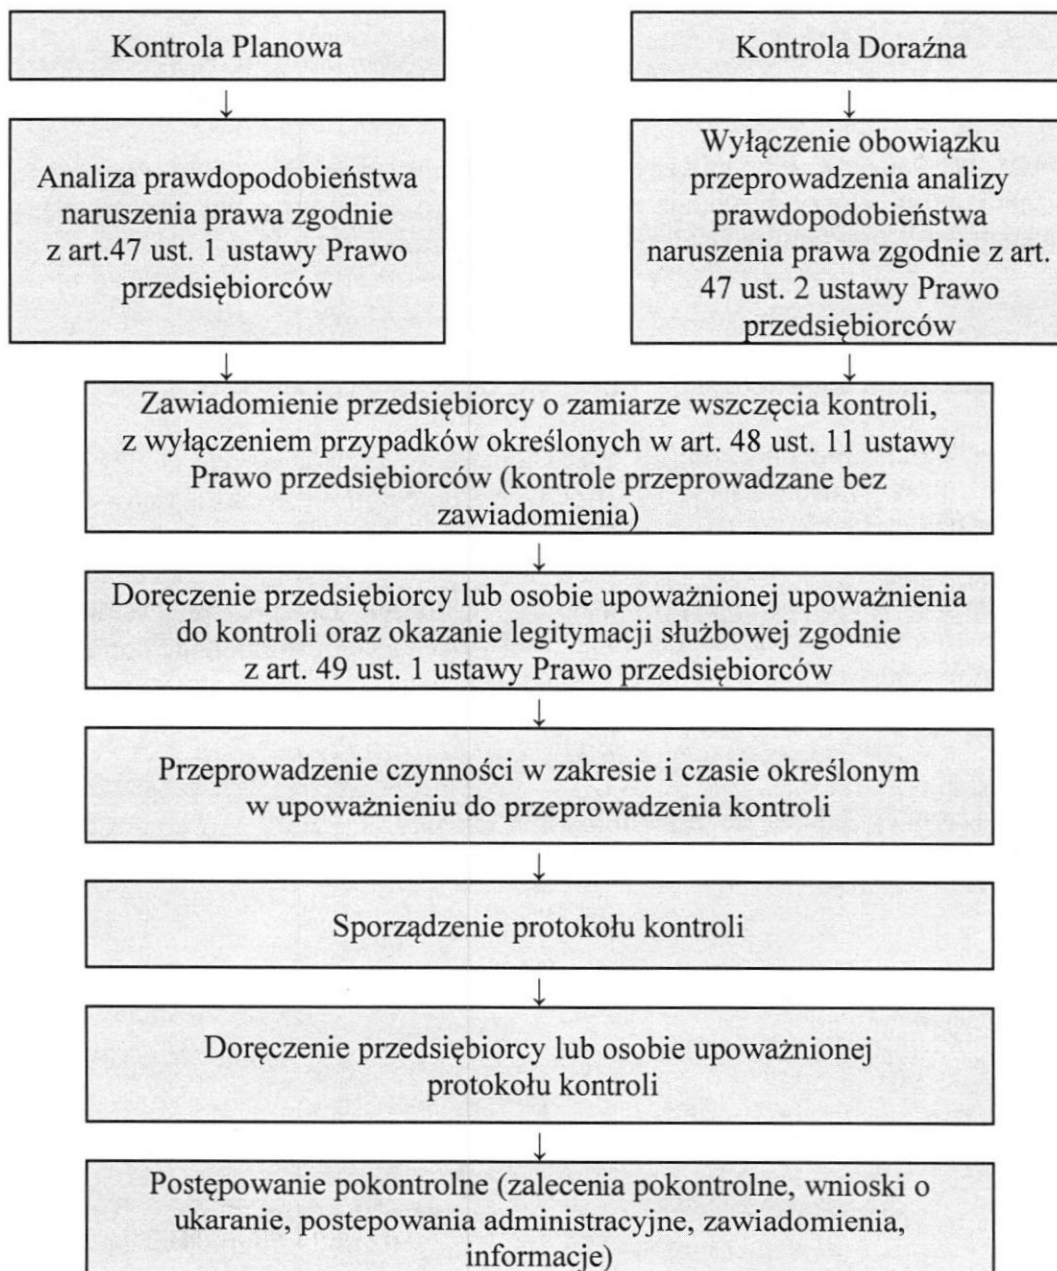 Kontrola Planowa
Kontrola Doraźna
↓
↓
Analiza prawdopodobieństwa
naruszenia prawa zgodnie
z art.47 ust. 1 ustawy Prawo
przedsiębiorców
Wyłączenie obowiązku
przeprowadzenia analizy
prawdopodobieństwa
naruszenia prawa zgodnie z art.
47 ust. 2 ustawy Prawo
przedsiębiorców
↓
↓
Zawiadomienie przedsiębiorcy o zamiarze wszczęcia kontroli,
z wyłączeniem przypadków określonych w art. 48 ust. 11 ustawy
Prawo przedsiębiorców (kontrole przeprowadzane bez
zawiadomienia)
↓
Doręczenie przedsiębiorcy lub osobie upoważnionej upoważnienia
do kontroli oraz okazanie legitymacji służbowej zgodnie
z art. 49 ust. 1 ustawy Prawo przedsiębiorców
↓
Przeprowadzenie czynności w zakresie i czasie określonym
w upoważnieniu do przeprowadzenia kontroli
↓
Sporządzenie protokołu kontroli
↓
Doręczenie przedsiębiorcy lub osobie upoważnionej
protokołu kontroli
↓
Postępowanie pokontrolne (zalecenia pokontrolne, wnioski o
ukaranie, postepowania administracyjne, zawiadomienia,
informacje)